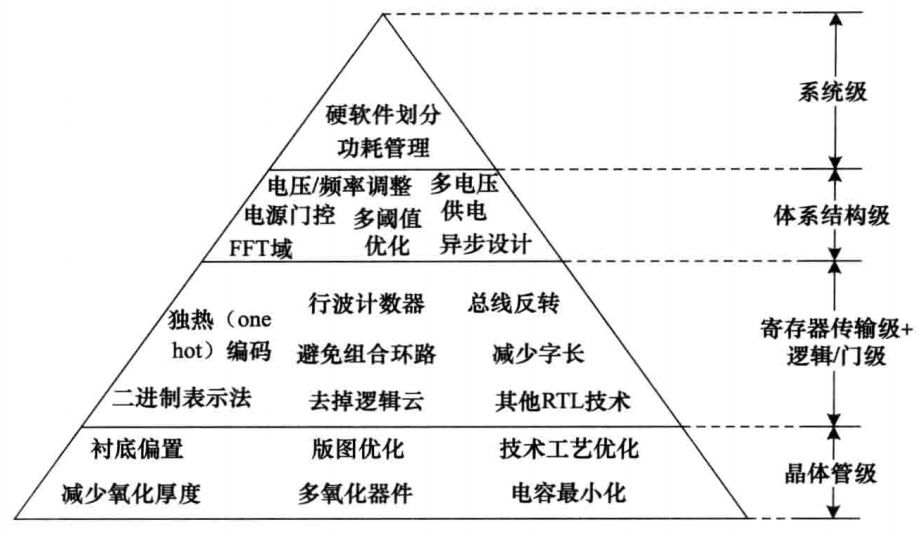 硬软件划分
功耗管理
系统级
电压/频率调整
多电压
供电
电源门控
多阈值
优化
FFT域
异步设计
体系结构级
独热（one
hot）编码
行波计数器
总线反转
避免组合环路
减少字长
二进制表示法
去掉逻辑云
其他RTL技术
寄存器传输级+
逻辑/门级
衬底偏置
版图优化
技术工艺优化
减少氧化厚度
多氧化器件
电容最小化
晶体管级